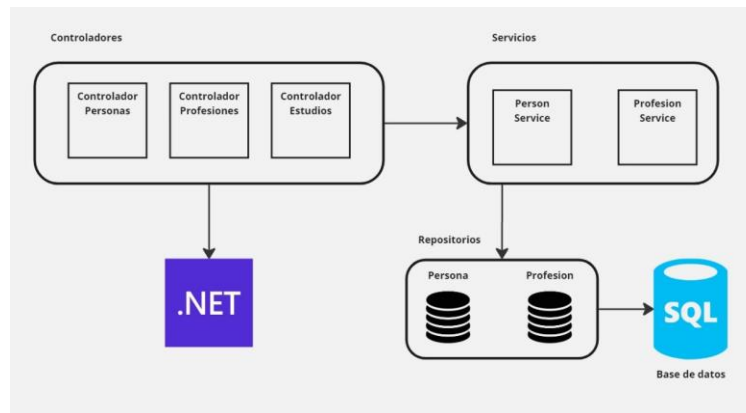 Controladores
Servicios
Controlador
Personas
Controlador
Profesiones
Controlador
Estudios
Person
Service
Profesion
Service
Repositorios
Persona
Profesion
.NET
SQL
Base de datos